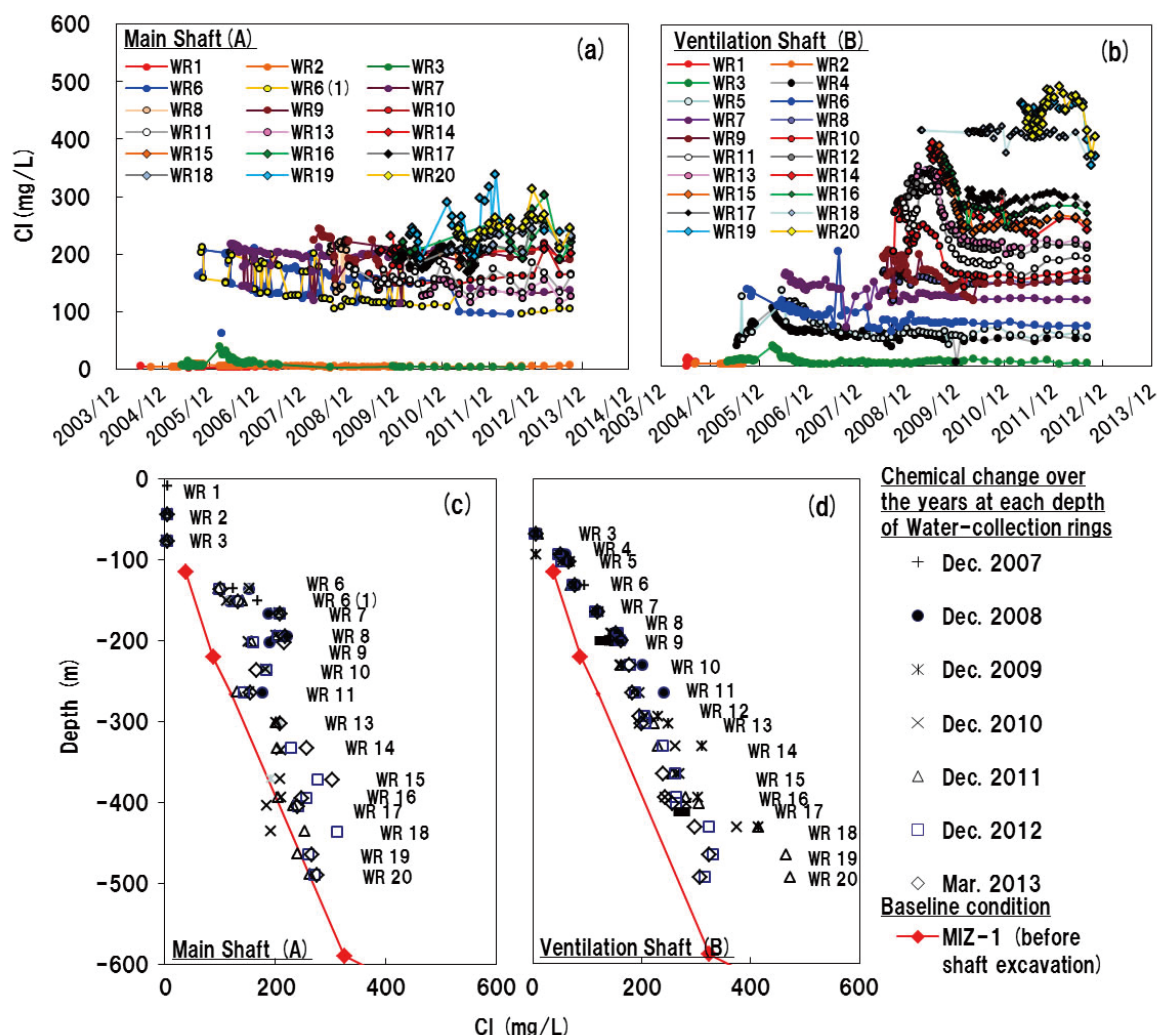 600
500
400
300
200
100
0
Cl (mg/L)
Main Shaft (A)
(a)
WR1 WR2 WR3
WR6 WR6(1) WR7
WR8 WR9 WR10
WR11 WR13 WR14
WR15 WR16 WR17
WR18 WR19 WR20
2003/12 2004/12 2005/12 2006/12 2007/12 2008/12 2009/12 2010/12 2011/12 2012/12 2013/12 2014/12
Ventilation Shaft (B)
(b)
WR1 WR2
WR3 WR4
WR5 WR6
WR7 WR8
WR9 WR10
WR11 WR12
WR13 WR14
WR15 WR16
WR17 WR18
WR19 WR20
2003/12 2004/12 2005/12 2006/12 2007/12 2008/12 2009/12 2010/12 2011/12 2012/12 2013/12
0
-100
-200
-300
-400
-500
-600
Depth (m)
(c)
WR 1
WR 2
WR 3
WR 6
WR 6(1)
WR 7
WR 8
WR 9
WR 10
WR 11
WR 13
WR 14
WR 15
WR 16
WR 17
WR 18
WR 19
WR 20
Main Shaft (A)
0 200 400 600
(d)
WR 3
WR 4
WR 5
WR 6
WR 7
WR 8
WR 9
WR 10
WR 11
WR 12
WR 13
WR 14
WR 15
WR 16
WR 17
WR 18
WR 19
WR 20
Ventilation Shaft (B)
0 200 400 600
Cl (mg/L)
Chemical change over
the years at each depth
of Water-collection rings
Dec. 2007
Dec. 2008
Dec. 2009
Dec. 2010
Dec. 2011
Dec. 2012
Mar. 2013
Baseline condition
MIZ-1 (before
shaft excavation)